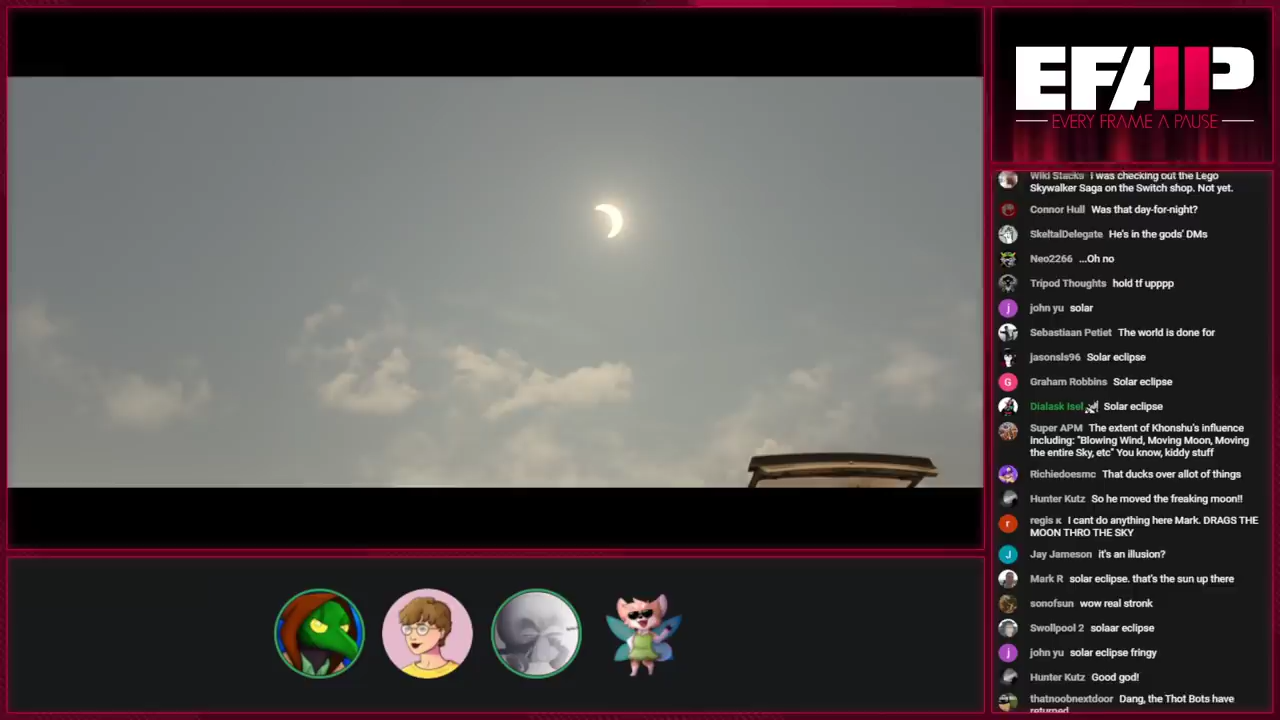 EFAP
EVERY FRAME A PAUSE
Wiki Stacks I was checking out the Lego
Skywalker Saga on the Switch shop. Not yet.
Connor Hull Was that day-for-night?
SkeltalDelegate He's in the gods' DMs
Neo2266 ...Oh no
Tripod Thoughts hold tf upppp
john yu solar
Sebastiaan Petiet The world is done for
jasonsls96 Solar eclipse
Graham Robbins Solar eclipse
Dialask Isel Solar eclipse
Super APM The extent of Khonshu's influence
including: "Blowing Wind, Moving Moon, Moving
the entire Sky, etc" You know, kiddy stuff
Richiedoesmc That ducks over allot of things
Hunter Kutz So he moved the freaking moon!!
regis к I cant do anything here Mark. DRAGS THE
MOON THRO THE SKY
Jay Jameson it's an illusion?
Mark R solar eclipse. that's the sun up there
sonofsun wow real stronk
Swollpool 2 solaar eclipse
john yu solar eclipse fringy
Hunter Kutz Good god!
thatnoobnextdoor Dang, the Thot Bots have
returned